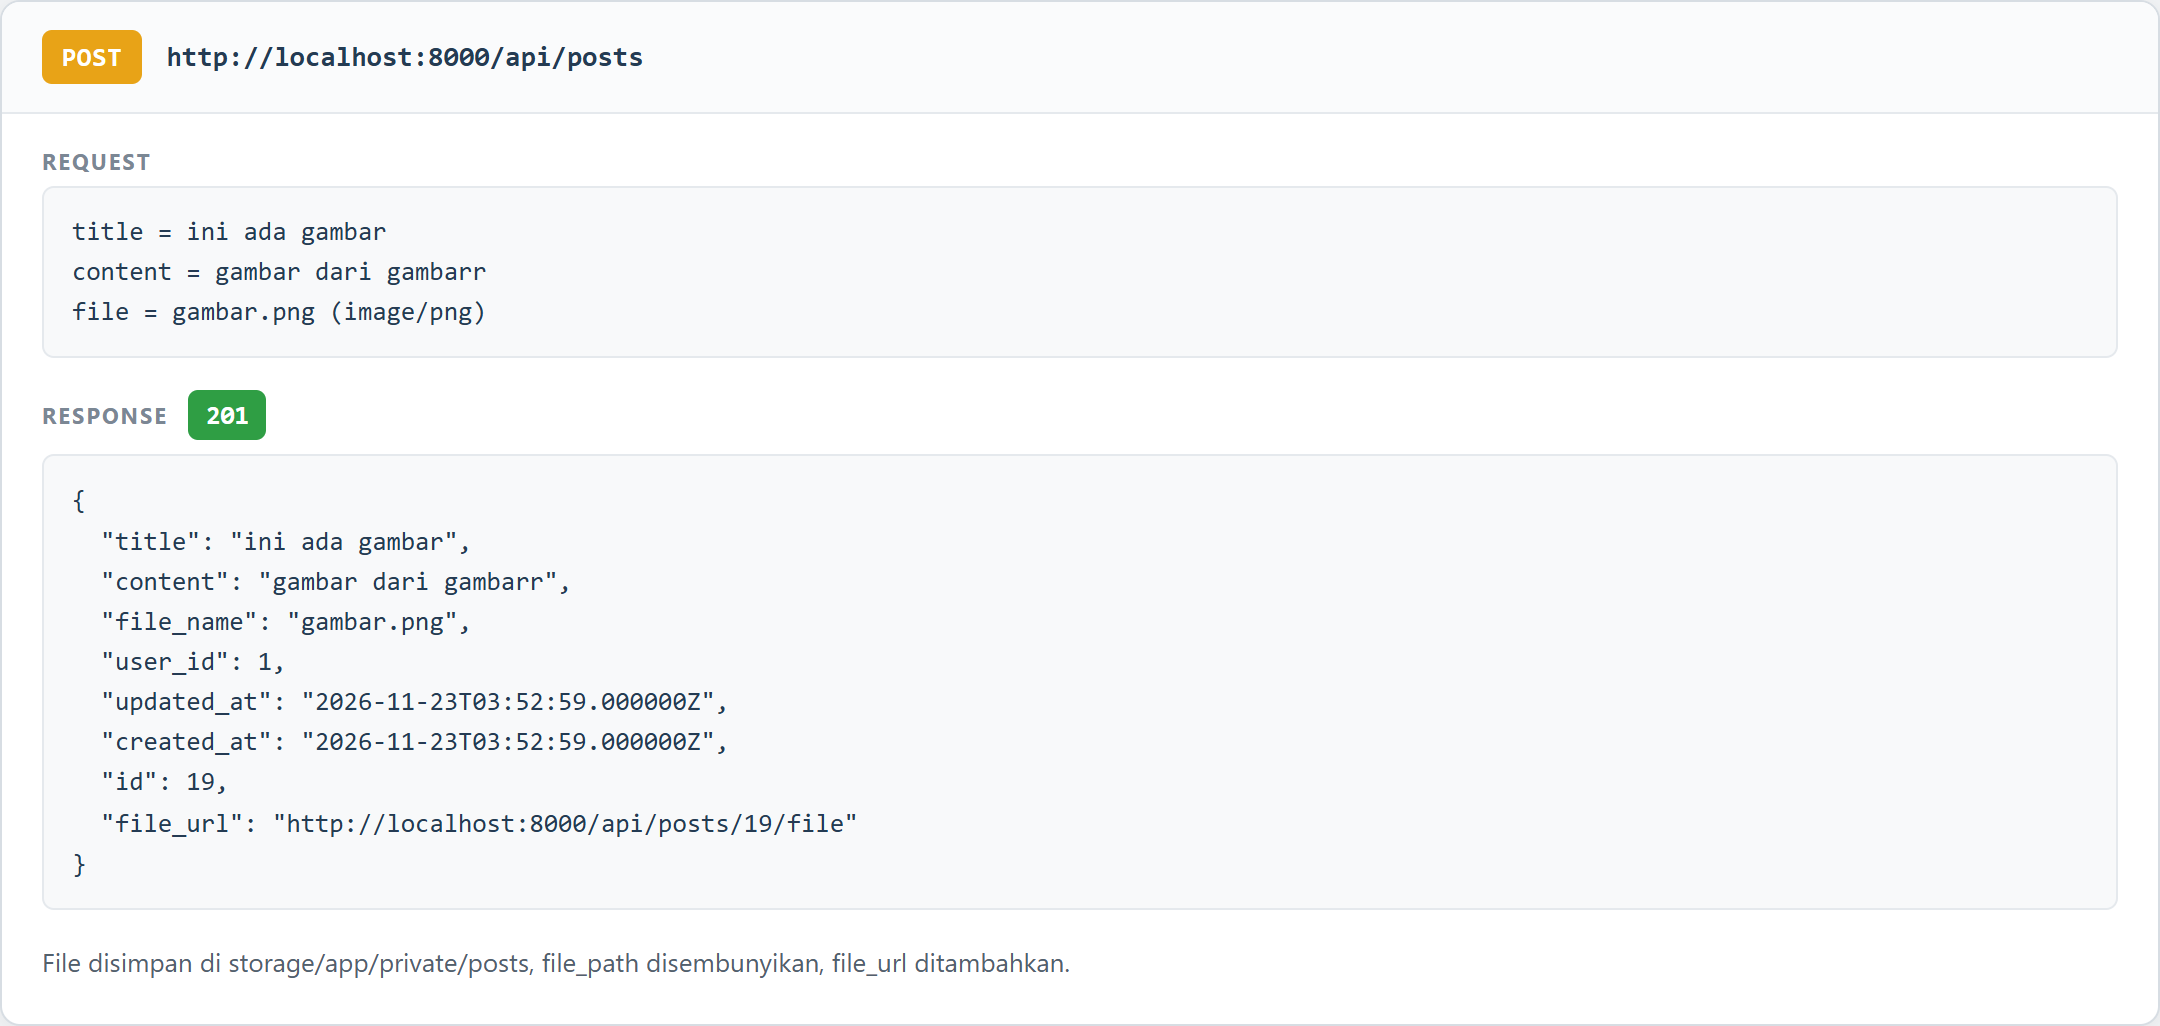 POST http://localhost:8000/api/posts
REQUEST
title = ini ada gambar
content = gambar dari gambarr
file = gambar.png (image/png)
RESPONSE 201
{
  "title": "ini ada gambar",
  "content": "gambar dari gambarr",
  "file_name": "gambar.png",
  "user_id": 1,
  "updated_at": "2026-11-23T03:52:59.000000Z",
  "created_at": "2026-11-23T03:52:59.000000Z",
  "id": 19,
  "file_url": "http://localhost:8000/api/posts/19/file"
}
File disimpan di storage/app/private/posts, file_path disembunyikan, file_url ditambahkan.